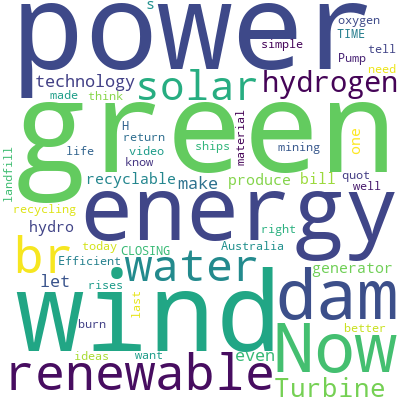 power
s
oxygen
TIME
simple
Pump
tell
technology
solar
hydrogen
need
made
think
green
H
return
material
one
life
video
ships
mining
know
landfill
recyclable
make
produce
bill
quot
well
recycling
energy
hydro
right
br
today
CLOSING
Australia
water
Efficient
generator
let
rises
dam
wind
last
burn
better
Now
ideas
want
even
renewable
Turbine